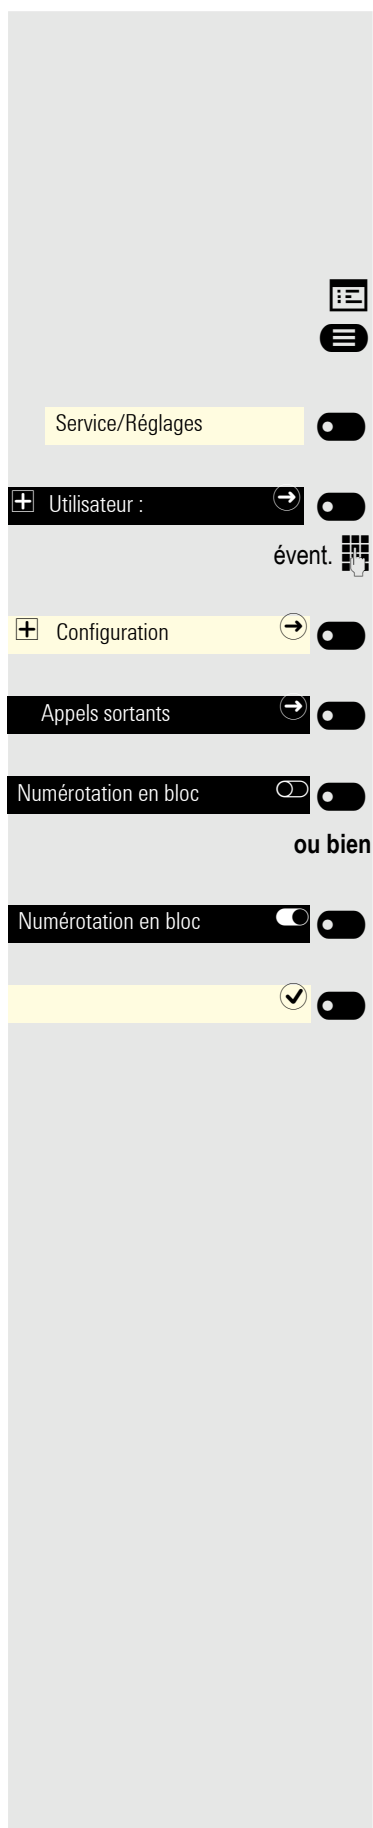 Service/Réglages
Utilisateur :
évent.
Configuration
Appels sortants
Numérotation en bloc
ou bien
Numérotation en bloc